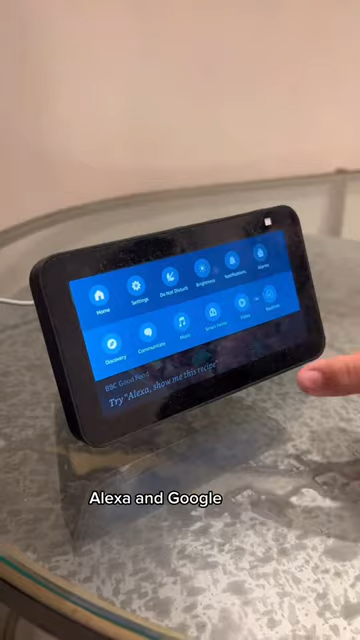 Home
Settings
Do Not Disturb
Brightness
Notifications
Alarms
Discovery
Communicate
Music
Smart Home
Video
Routines
BBC Good Food
Try "Alexa, show me this recipe"
Alexa and Google